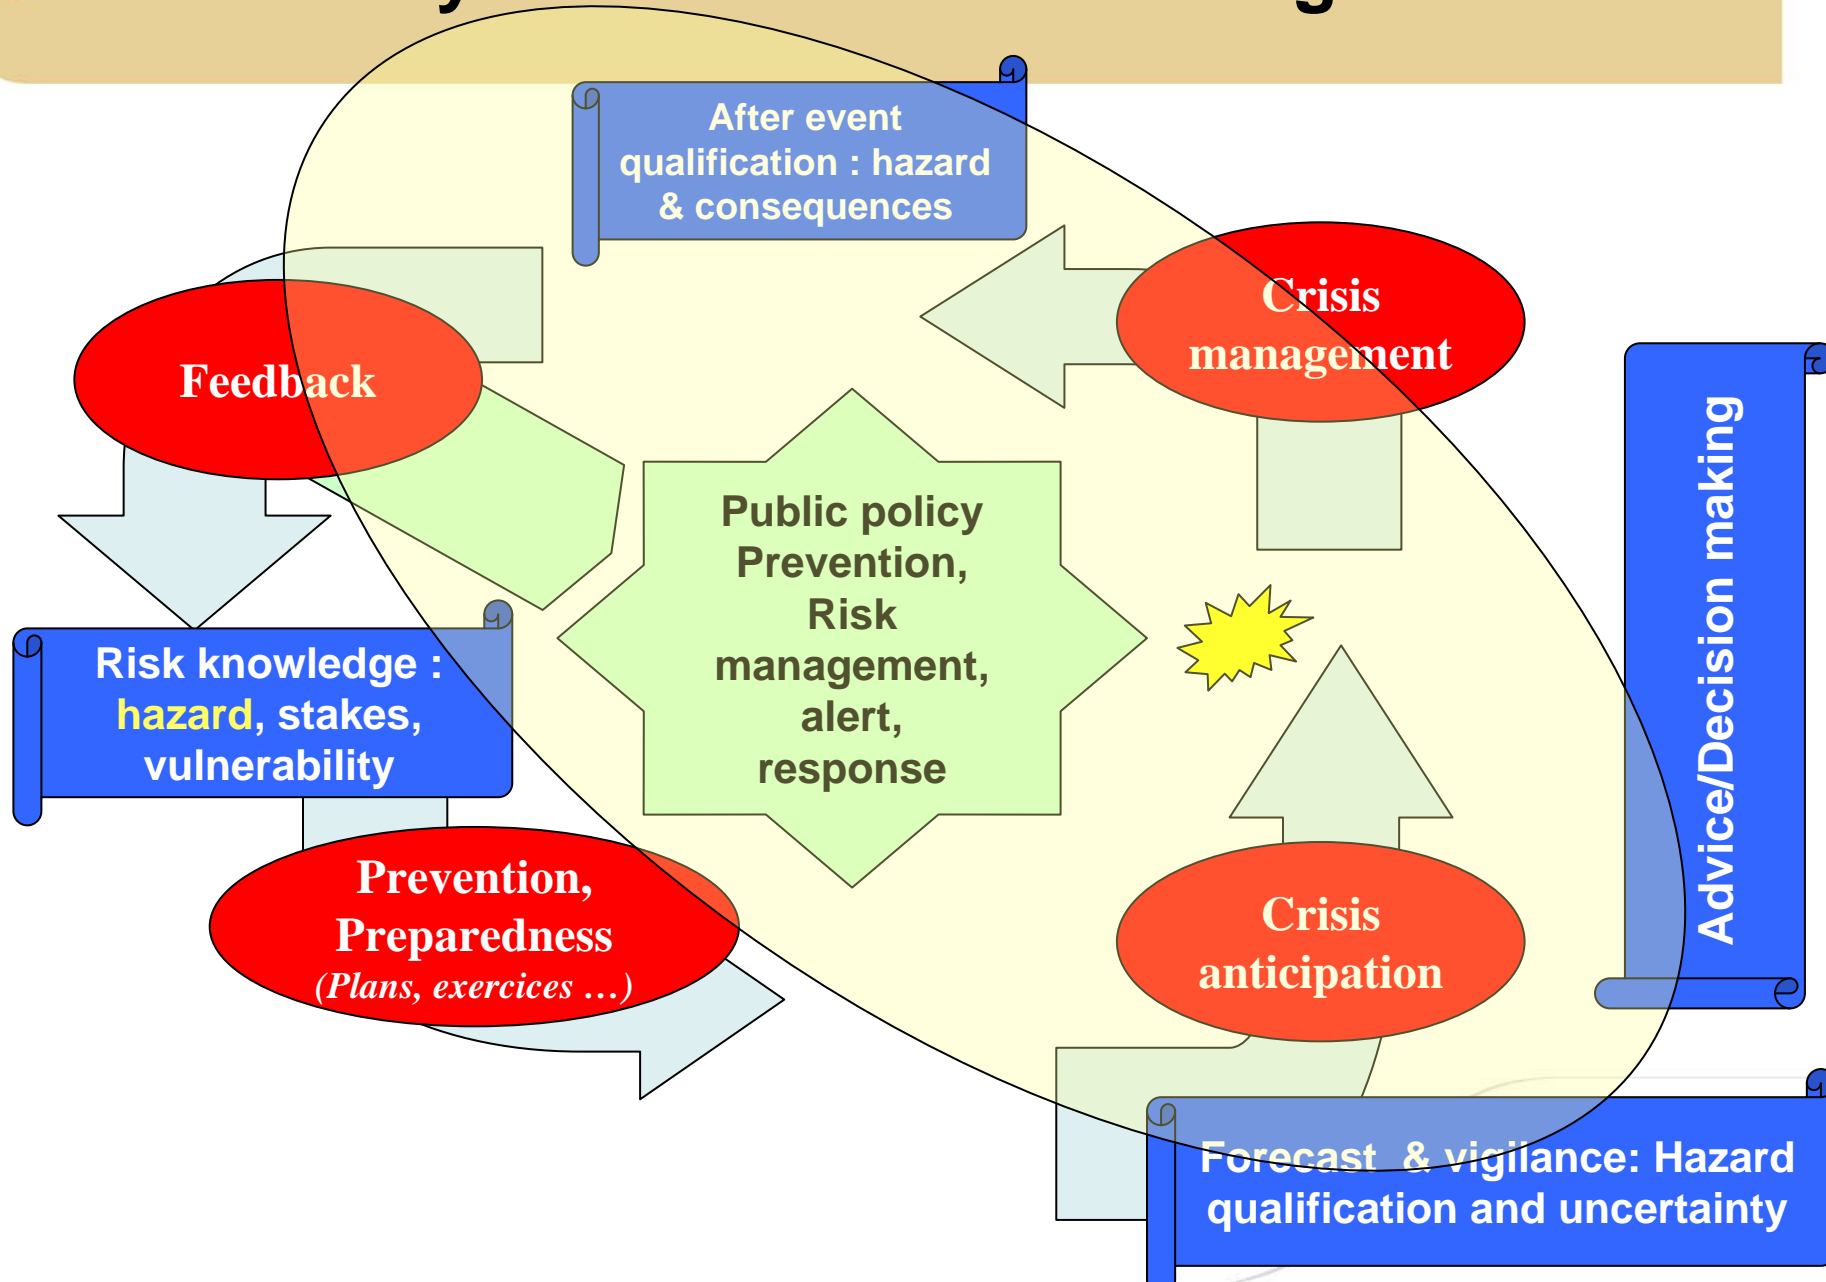 After event
qualification : hazard
& consequences
Crisis
management
Feedback
Advice/Decision making
Public policy
Prevention,
Risk
management,
alert,
response
Risk knowledge :
hazard, stakes,
vulnerability
Prevention,
Preparedness
(Plans, exercices ...)
Crisis
anticipation
Forecast & vigilance: Hazard
qualification and uncertainty